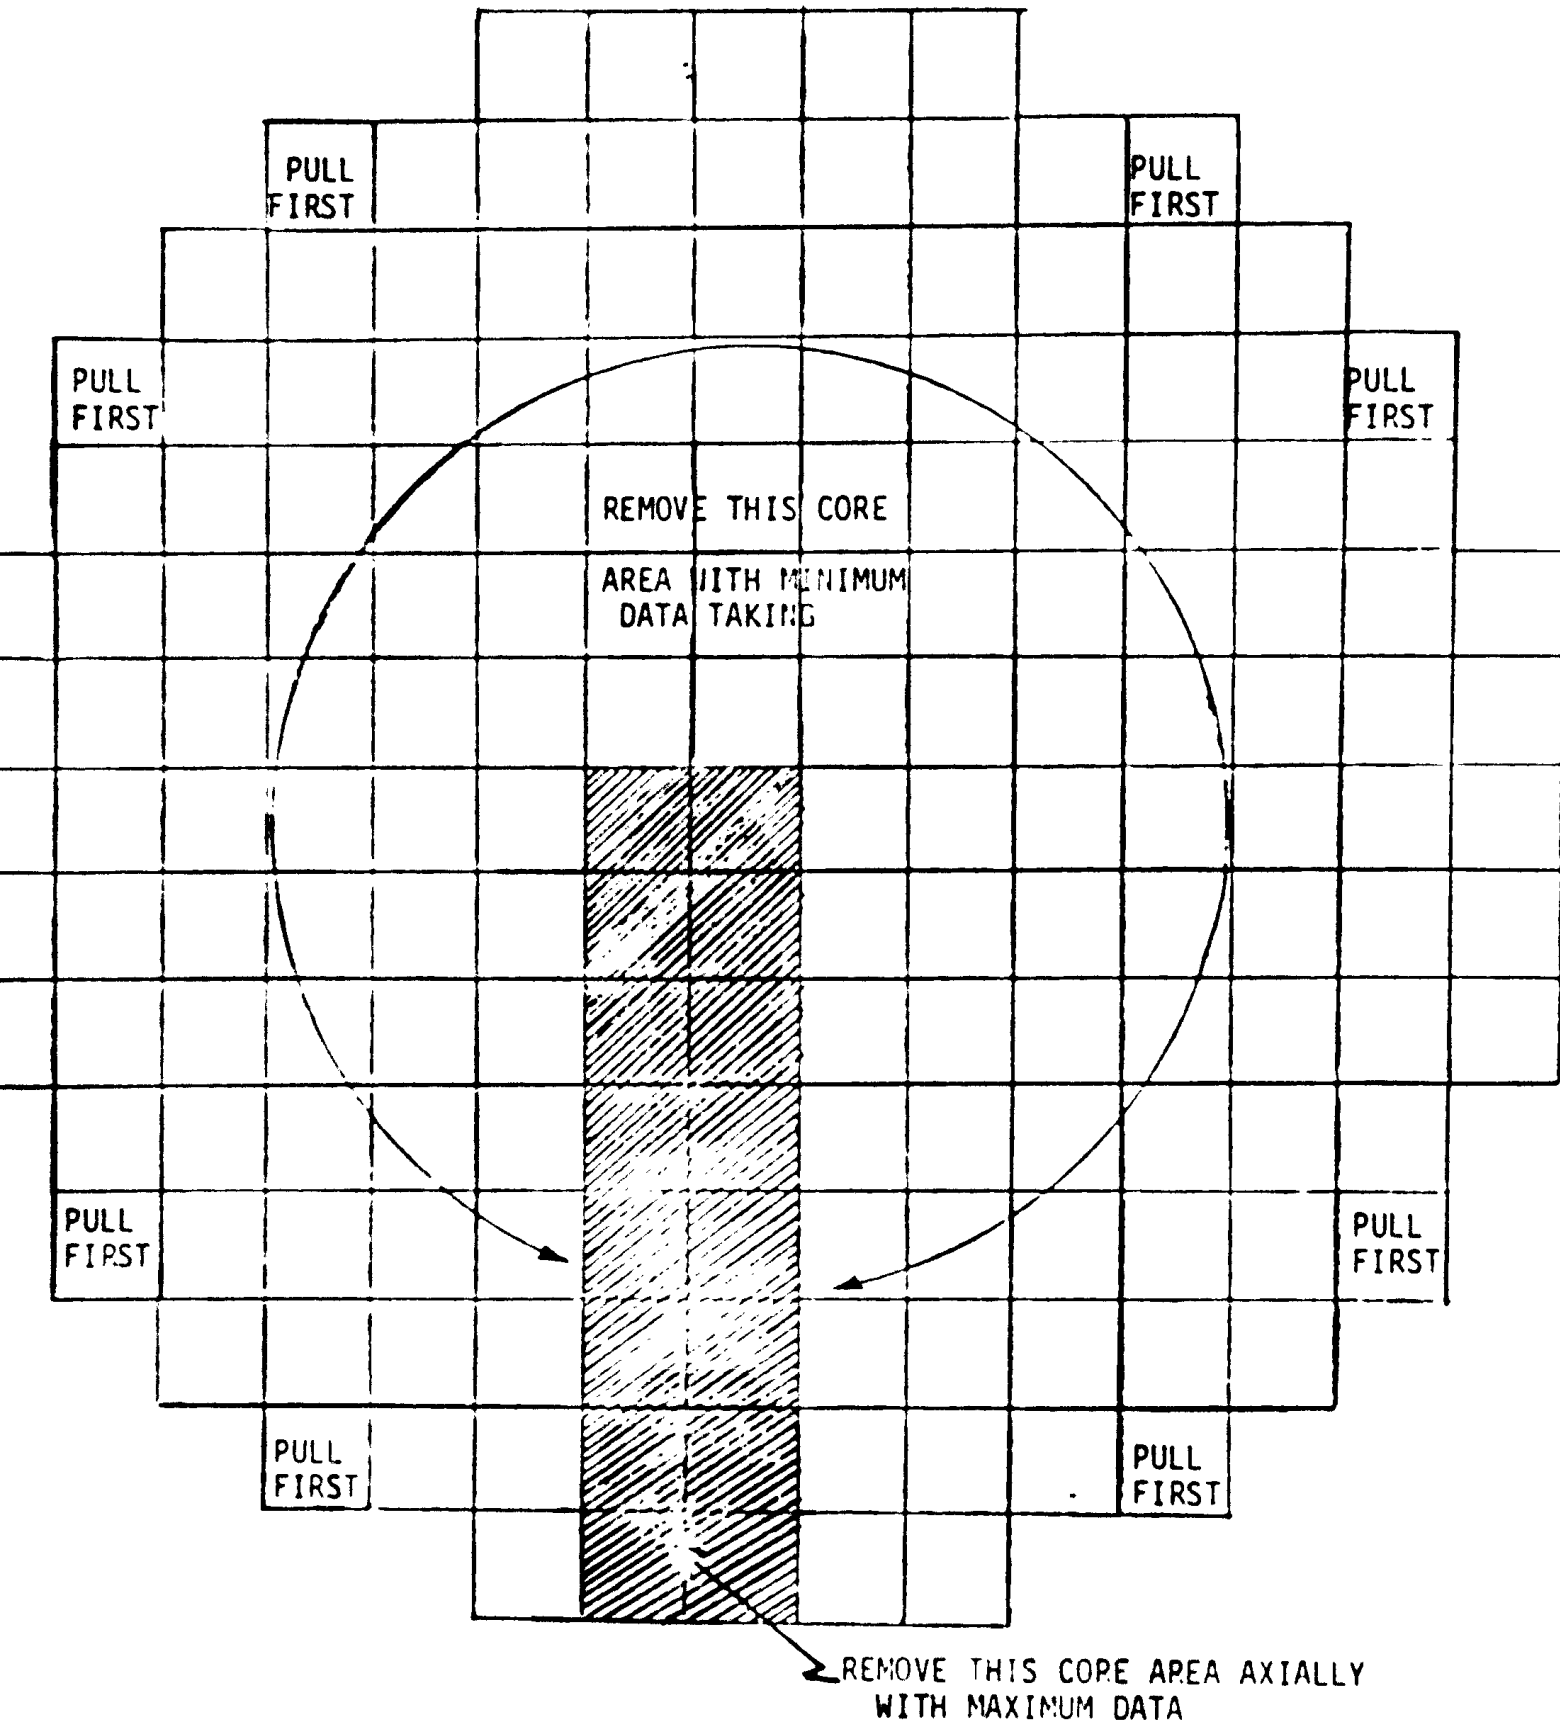 PULL
FIRST
PULL
FIRST
PULL
FIRST
PULL
FIRST
REMOVE THIS CORE
AREA WITH MINIMUM
DATA TAKING
PULL
FIRST
PULL
FIRST
PULL
FIRST
PULL
FIRST
REMOVE THIS CORE AREA AXIALLY
WITH MAXIMUM DATA